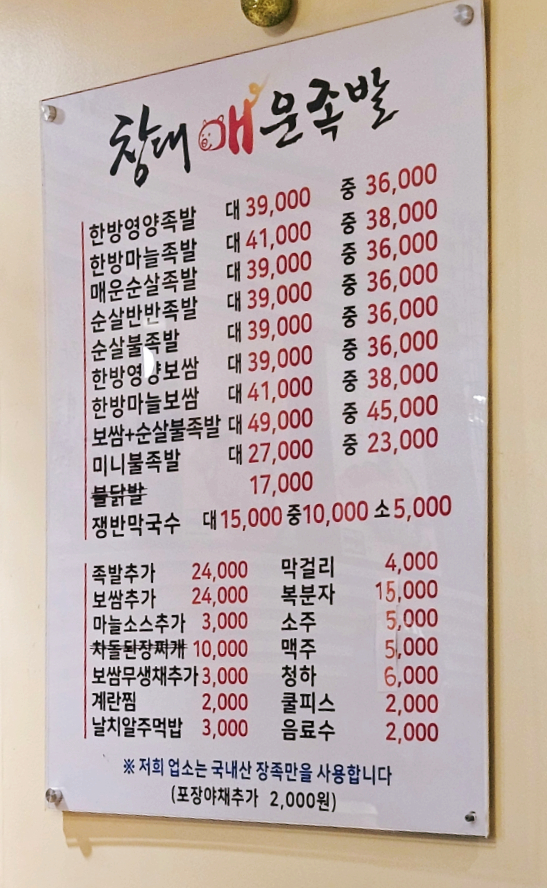 창대 매운족발
한방영양족발 대 39,000 중 36,000
한방마늘족발 대 41,000 중 38,000
매운순살족발 대 39,000 중 36,000
순살반반족발 대 39,000 중 36,000
순살불족발 대 39,000 중 36,000
한방영양보쌈 대 39,000 중 36,000
한방마늘보쌈 대 41,000 중 38,000
보쌈+순살불족발 대 49,000 중 45,000
미니불족발 대 27,000 중 23,000
불닭발 17,000
쟁반막국수 대 15,000 중 10,000 소 5,000
족발추가 24,000 막걸리 4,000
보쌈추가 24,000 복분자 15,000
마늘소스추가 3,000 소주 5,000
차돌된장찌개 10,000 맥주 5,000
보쌈무생채추가 3,000 청하 6,000
계란찜 2,000 쿨피스 2,000
날치알주먹밥 3,000 음료수 2,000
※ 저희 업소는 국내산 장족만을 사용합니다
(포장야채추가 2,000원)